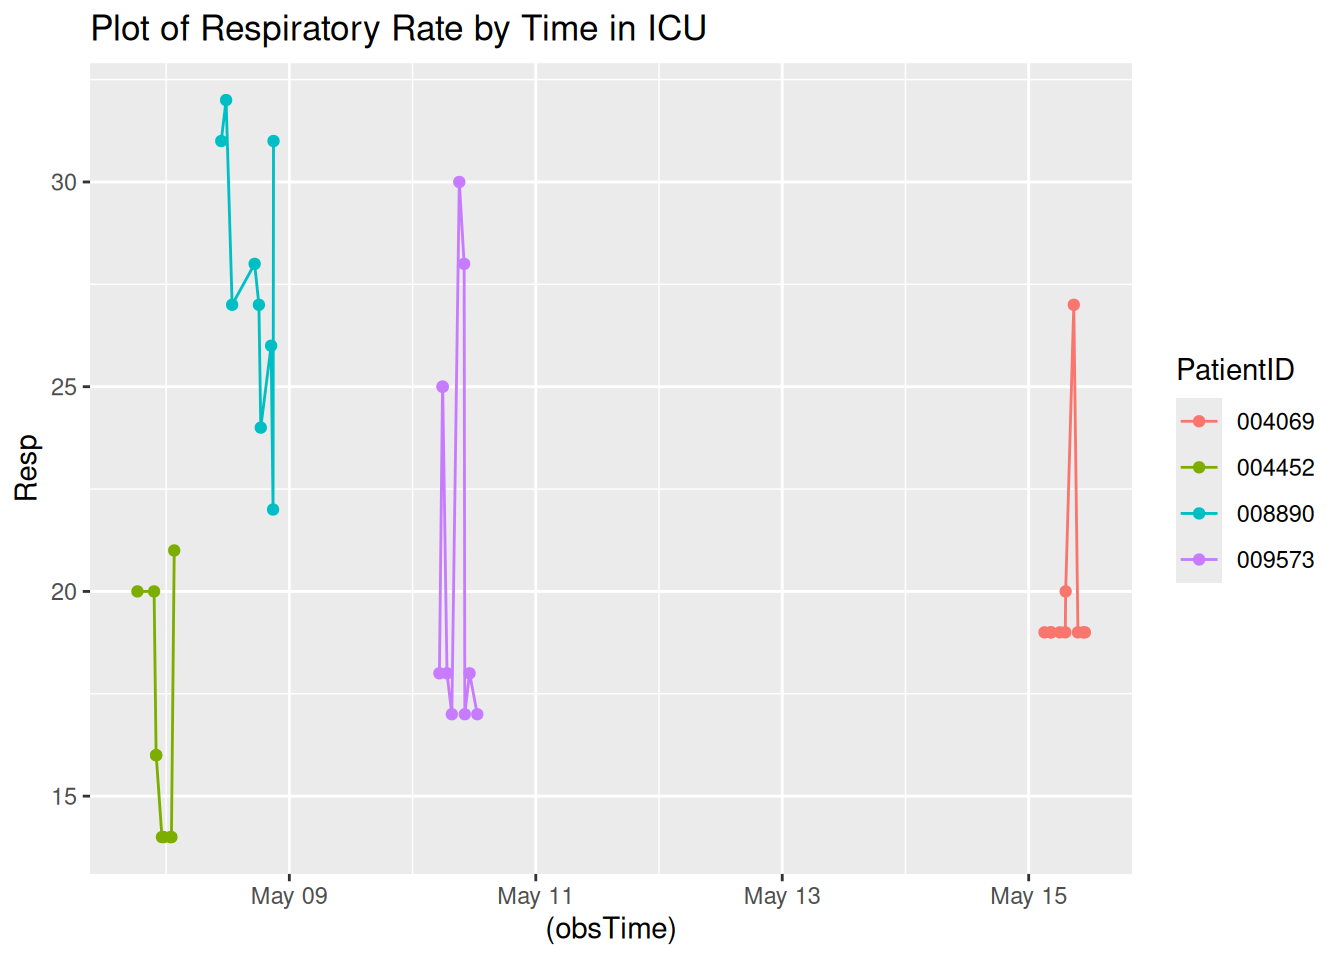 Plot of Respiratory Rate by Time in ICU
30
25
20
15
Resp
May 09
May 11
May 13
May 15
(obsTime)
PatientID
004069
004452
008890
009573